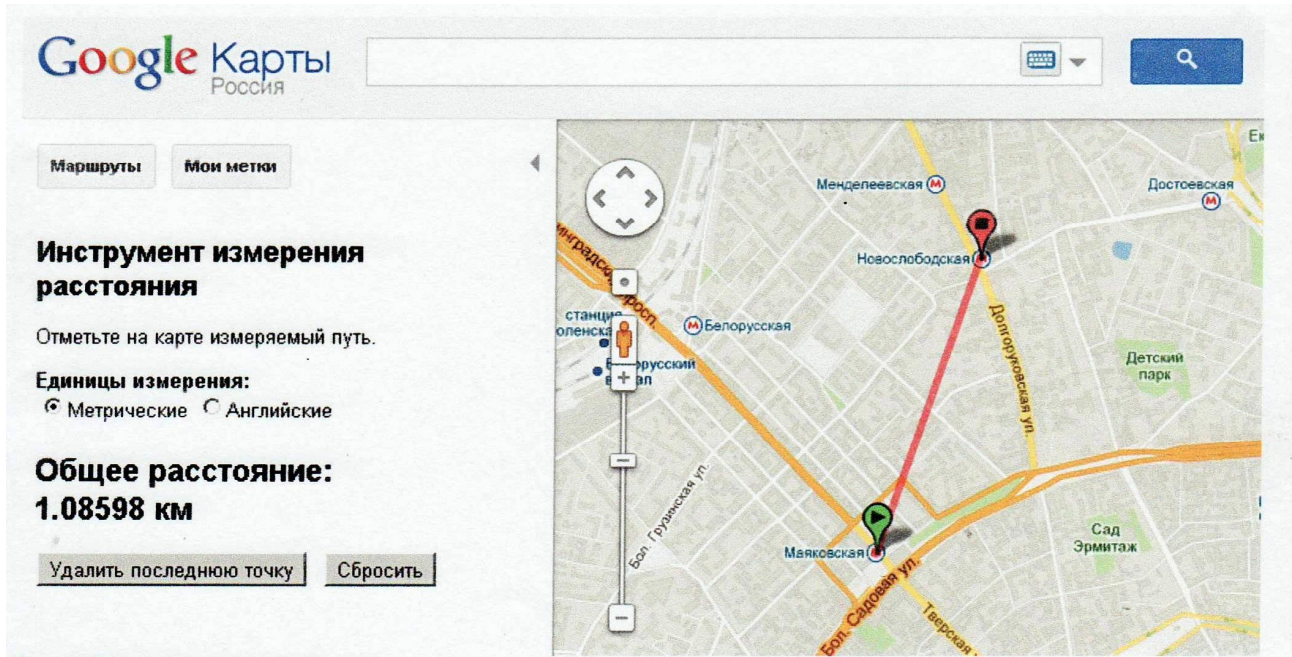 Google Карты
Россия
Маршруты
Мои метки
Инструмент измерения
расстояния
Отметьте на карте измеряемый путь.
Единицы измерения:
Метрические Английские
Общее расстояние:
1.08598 км
Удалить последнюю точку
Сбросить
Менделеевская
Достоевская
Новослободская
просп.
станция
Белорусская
Долгоруковская ул.
Детский
парк
Бол. Грузинская ул.
Маяковская
Сад
Эрмитаж
Бол. Садовая ул.
Тверская